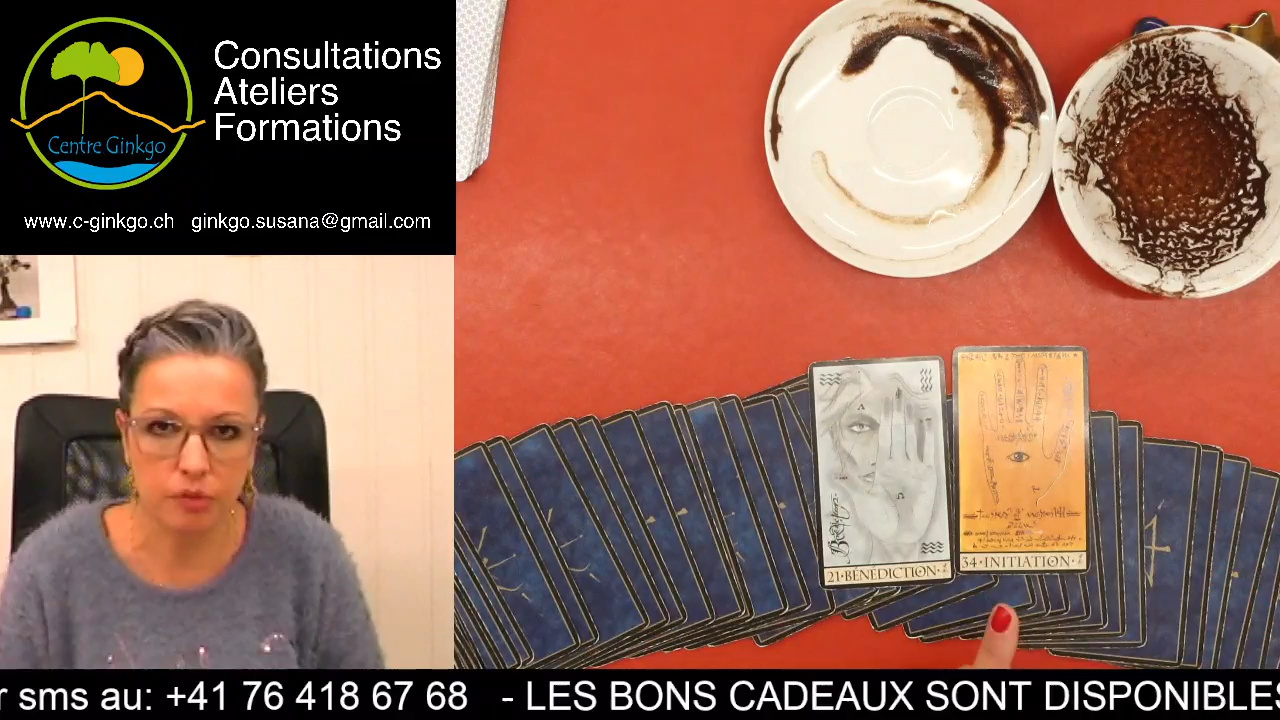 Consultations
Ateliers
Formations
Centre Ginkgo
www.c-ginkgo.ch ginkgo.susana@gmail.com
21·BÉNÉDICTION·
34·INITIATION·
r sms au: +41 76 418 67 68 - LES BONS CADEAUX SONT DISPONIBLES